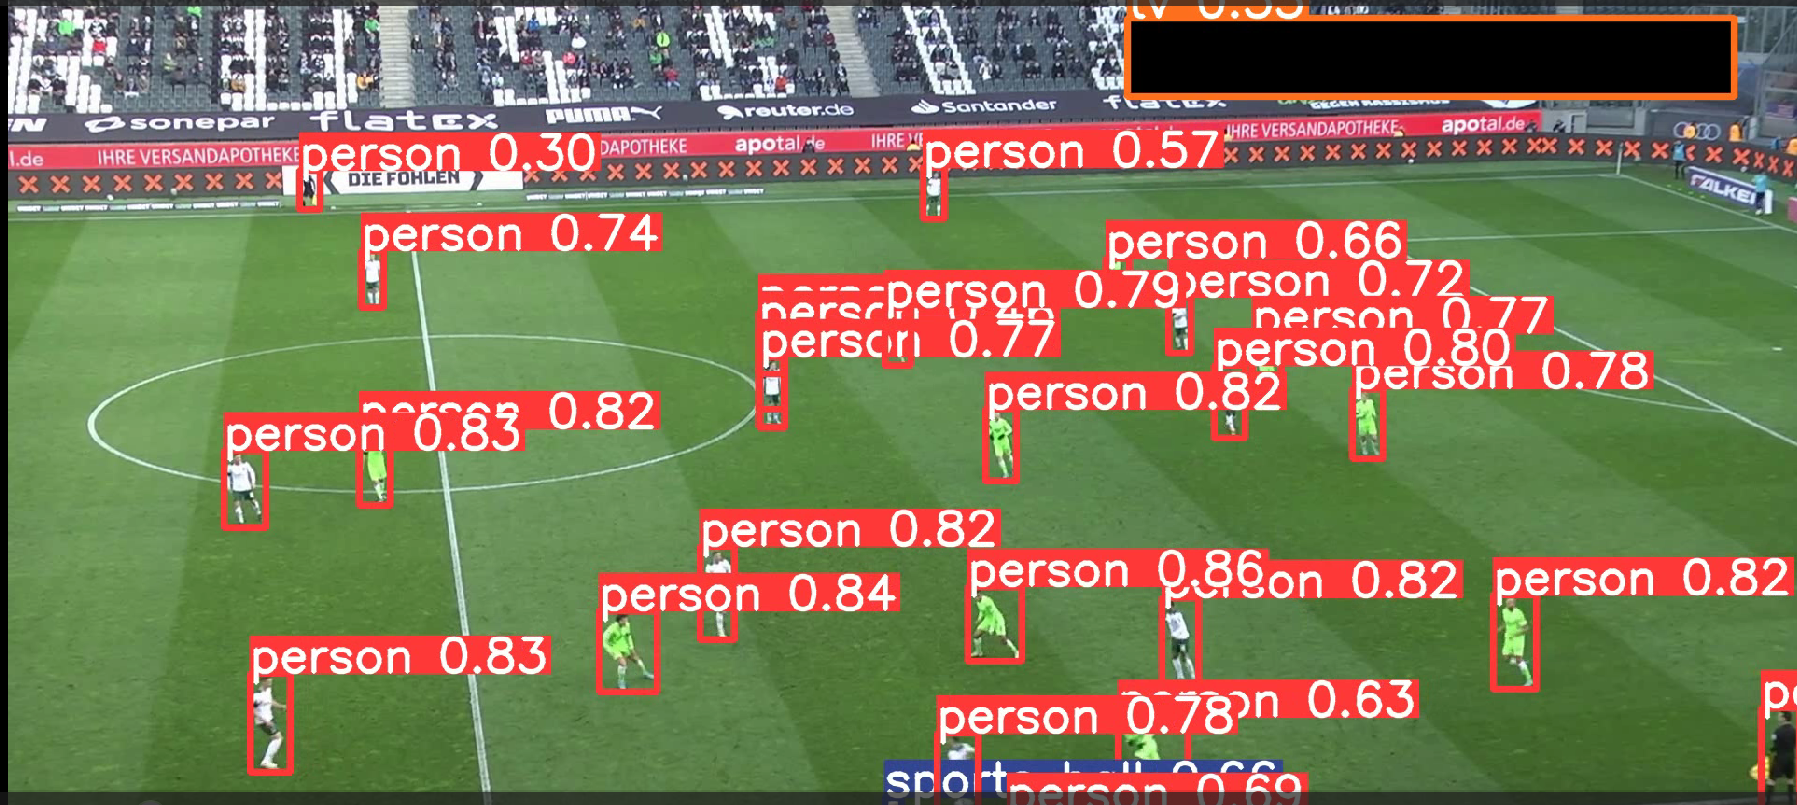 tv 0.55
sonepar flatex PUMA reuter.de Santander flatex
GEGEN RASSISMUS
l.de IHRE VERSANDAPOTHEKE apotal.de IHRE VERSANDAPOTHEKE apotal.de
person 0.30
person 0.57
DIE FOHLEN
FALKEN
person 0.74
person 0.66
person 0.72
person 0.79
person 0.77
person 0.77
person 0.80
person 0.78
person 0.82
person 0.82
person 0.83
person 0.82
person 0.86
person 0.82
person 0.82
person 0.84
person 0.83
person 0.63
person 0.78
sports ball 0.66
person 0.69